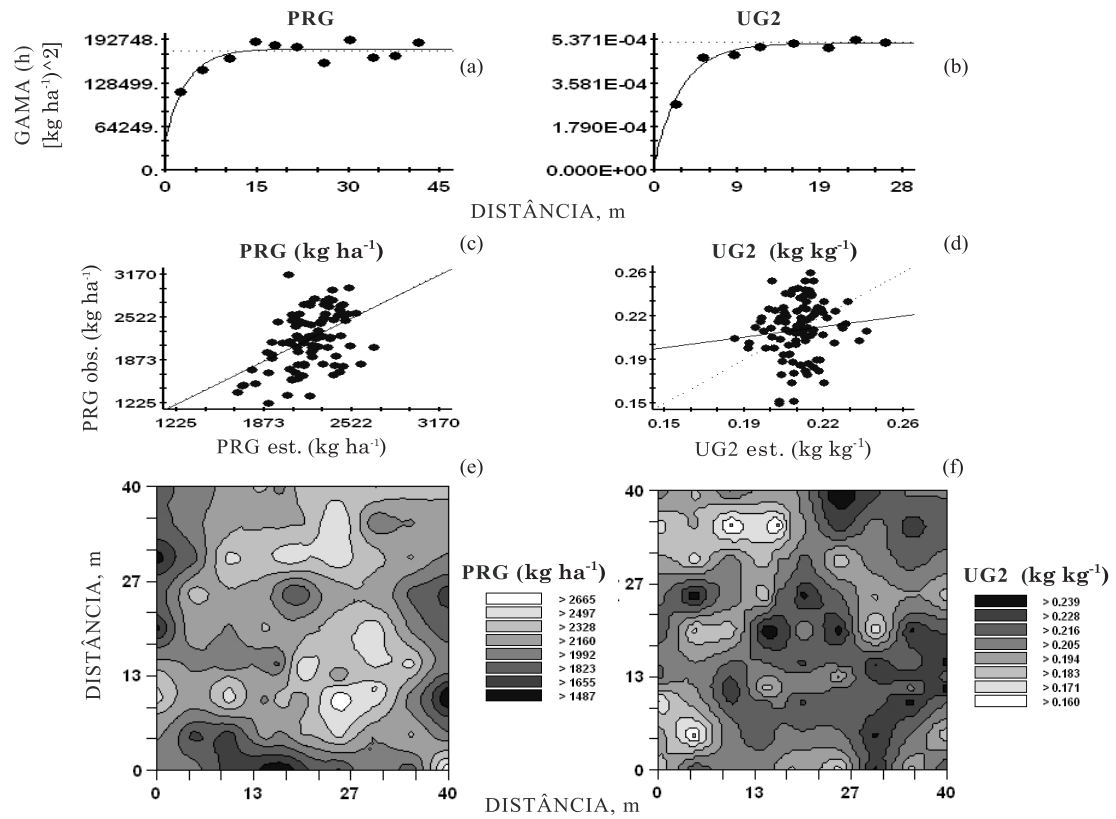 PRG
UG2
GAMA (h)
[kg ha-1)^2]
192748.
128499.
64249.
0.
0 15 30 45
(a)
5.371E-04
3.581E-04
1.790E-04
0.000E+00
0 9 19 28
(b)
DISTÂNCIA, m
PRG (kg ha-1)
(c)
UG2 (kg kg-1)
(d)
PRG obs. (kg ha-1)
3170
2522
1873
1225
1225 1873 2522 3170
PRG est. (kg ha-1)
0.26
0.22
0.19
0.15
0.15 0.19 0.22 0.26
UG2 est. (kg kg-1)
(e)
(f)
DISTÂNCIA, m
40
27
13
0
0 13 27 40
PRG (kg ha-1)
> 2665
> 2497
> 2328
> 2160
> 1992
> 1823
> 1655
> 1487
40
27
13
0
0 13 27 40
UG2 (kg kg-1)
> 0.239
> 0.228
> 0.216
> 0.205
> 0.194
> 0.183
> 0.171
> 0.160
DISTÂNCIA, m